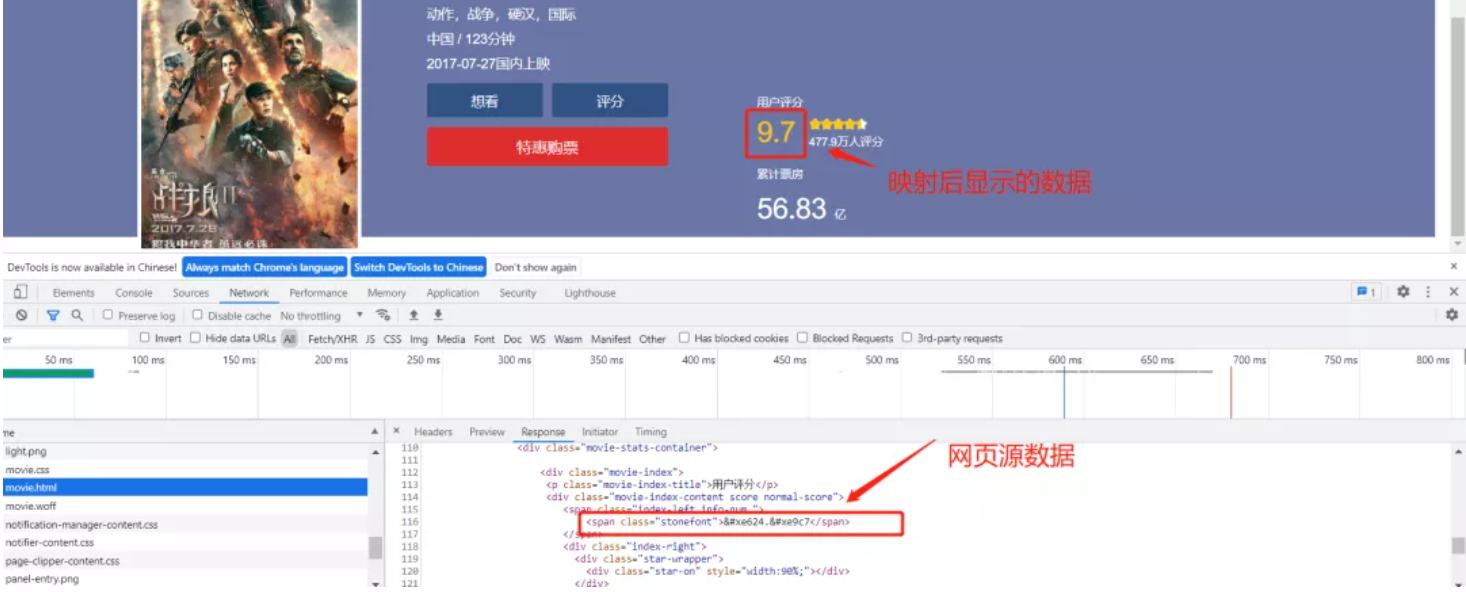 动作，战争，硬汉，国际
中国 / 123分钟
2017-07-27国内上映
想看
评分
特惠购票
用户评分
9.7
477.9万人评分
映射后显示的数据
累计票房
56.83 亿
战狼II
2017.7.28
犯我中华者 虽远必诛
DevTools is now available in Chinese!
Always match Chrome's language
Switch DevTools to Chinese
Don't show again
Elements Console Sources Network Performance Memory Application Security Lighthouse
1
Preserve log Disable cache No throttling
er
Invert Hide data URLs All Fetch/XHR JS CSS Img Media Font Doc WS Wasm Manifest Other Has blocked cookies Blocked Requests 3rd-party requests
50 ms 100 ms 150 ms 200 ms 250 ms 300 ms 350 ms 400 ms 450 ms 500 ms 550 ms 600 ms 650 ms 700 ms 750 ms 800 ms
me
light.png
movie.css
movie.html
movie.woff
notification-manager-content.css
notifier-content.css
page-clipper-content.css
panel-entry.png
Headers Preview Response Initiator Timing
网页源数据
110 <div class="movie-stats-container">
111
112 <div class="movie-index">
113 <p class="movie-index-title">用户评分</p>
114 <div class="movie-index-content score normal-score">
115 <span class="index-left info-num ">
116 <span class="stonefont">&#xe624.&#xe9c7</span>
117 </span>
118 <div class="index-right">
119 <div class="star-wrapper">
120 <div class="star-on" style="width:90%;"></div>
121 </div>